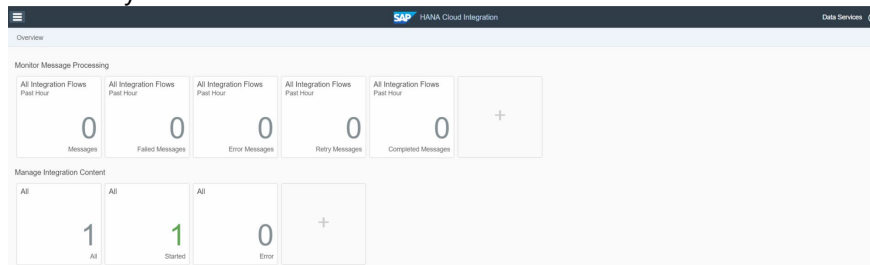 SAP HANA Cloud Integration
Data Services
Overview
Monitor Message Processing
All Integration Flows
Past Hour
0
Messages
All Integration Flows
Past Hour
0
Failed Messages
All Integration Flows
Past Hour
0
Error Messages
All Integration Flows
Past Hour
0
Retry Messages
All Integration Flows
Past Hour
0
Completed Messages
+
Manage Integration Content
All
1
All
All
1
Started
All
0
Error
+